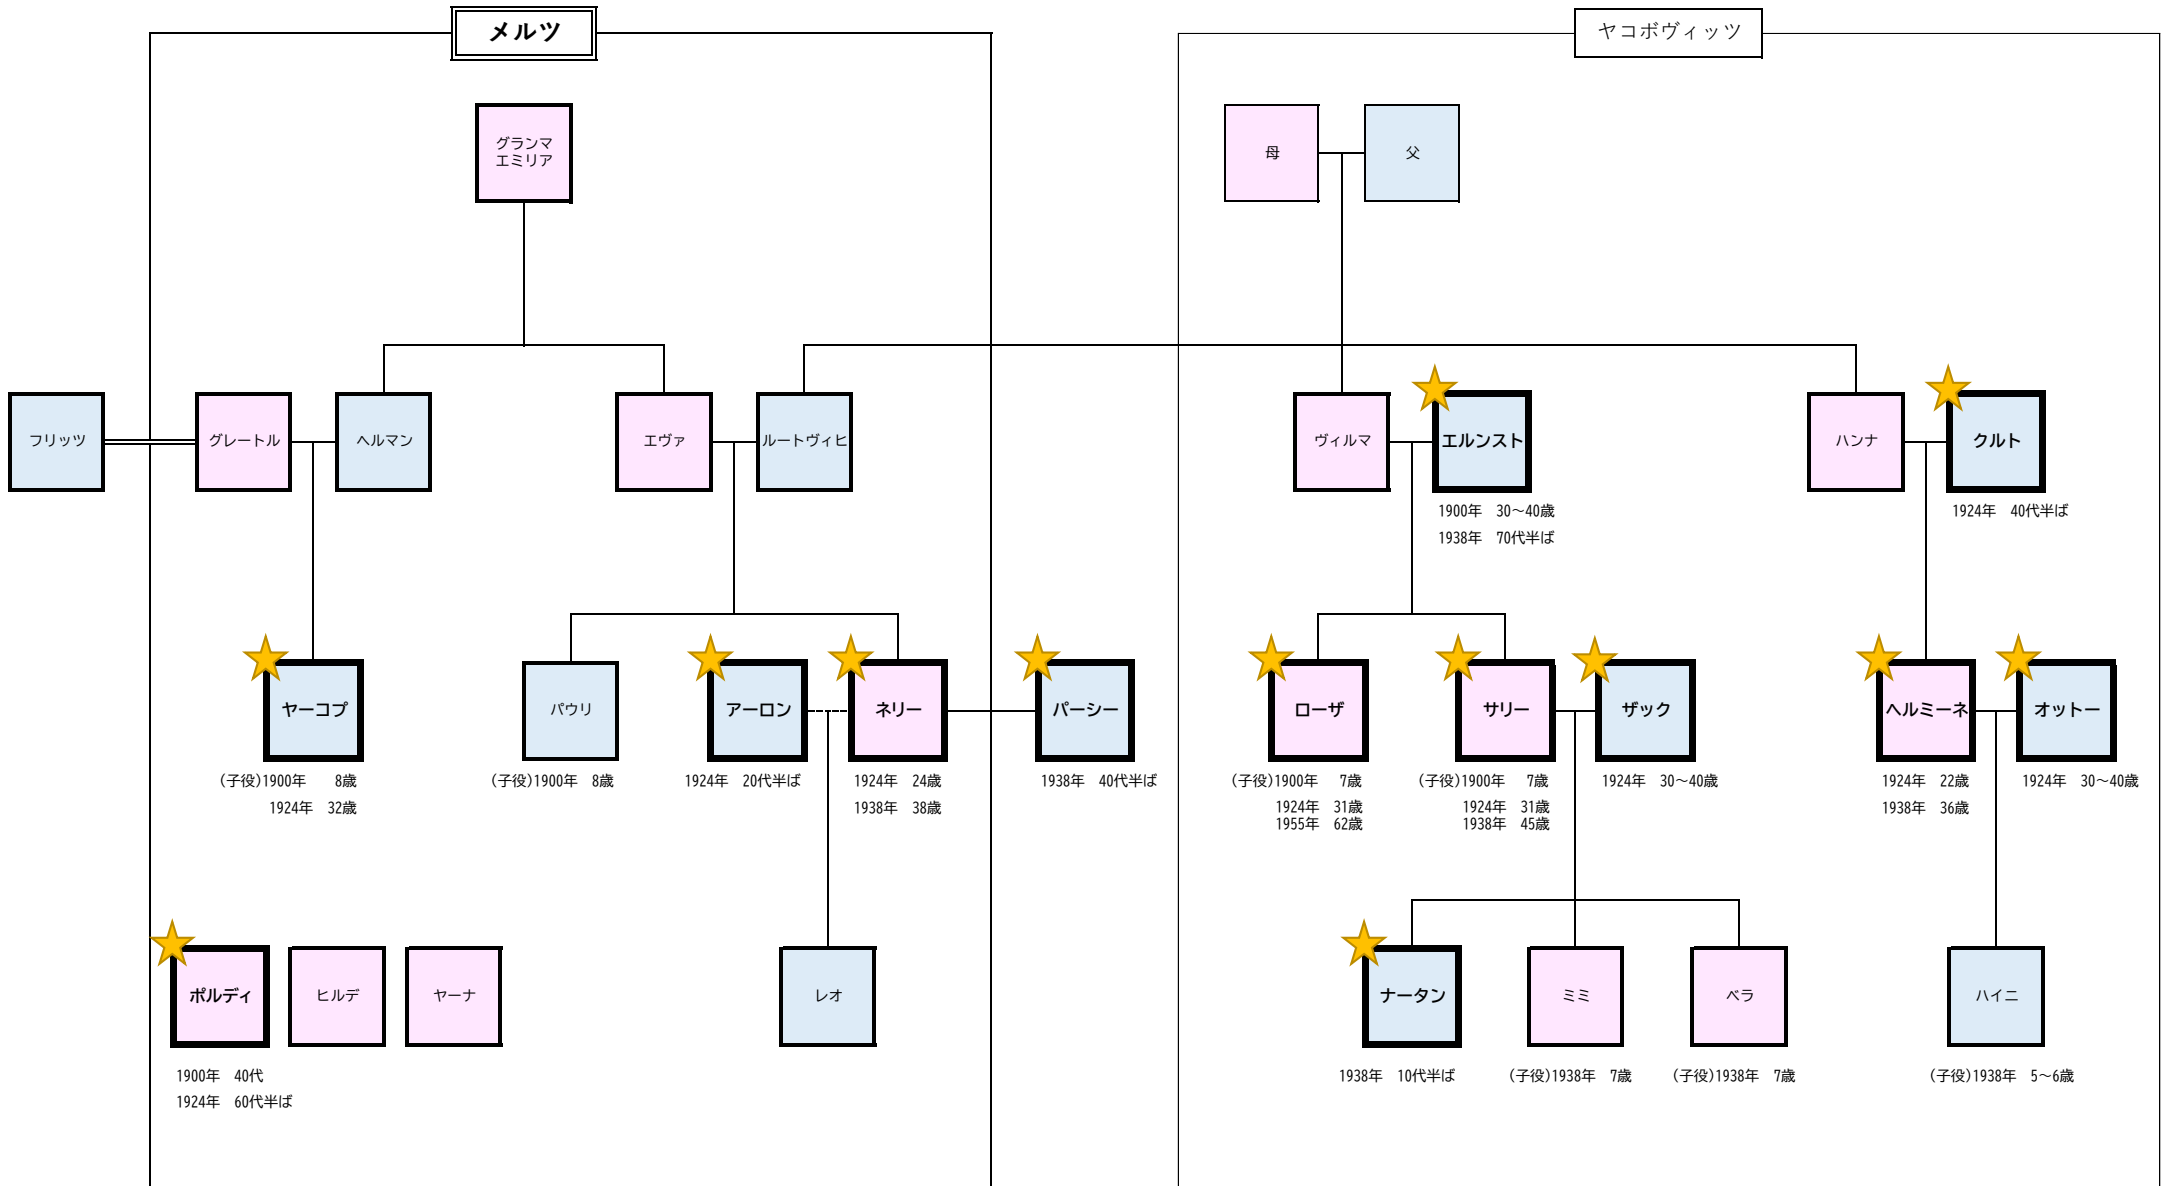 メルツ
ヤコボヴィッツ
グランマ
エミリア
母
父
フリッツ
グレートル
ヘルマン
エヴァ
ルートヴィヒ
ヴィルマ
エルンスト
ハンナ
クルト
1900年 30～40歳
1938年 70代半ば
1924年 40代半ば
ヤーコプ
パウリ
アーロン
ネリー
パーシー
ローザ
サリー
ザック
ヘルミーネ
オットー
(子役)1900年 8歳
1924年 32歳
(子役)1900年 8歳
1924年 20代半ば
1924年 24歳
1938年 38歳
1938年 40代半ば
(子役)1900年 7歳
1924年 31歳
1955年 62歳
(子役)1900年 7歳
1924年 31歳
1938年 45歳
1924年 30～40歳
1924年 22歳
1938年 36歳
1924年 30～40歳
ポルディ
ヒルデ
ヤーナ
レオ
ナータン
ミミ
ベラ
ハイニ
1900年 40代
1924年 60代半ば
1938年 10代半ば
(子役)1938年 7歳
(子役)1938年 7歳
(子役)1938年 5～6歳